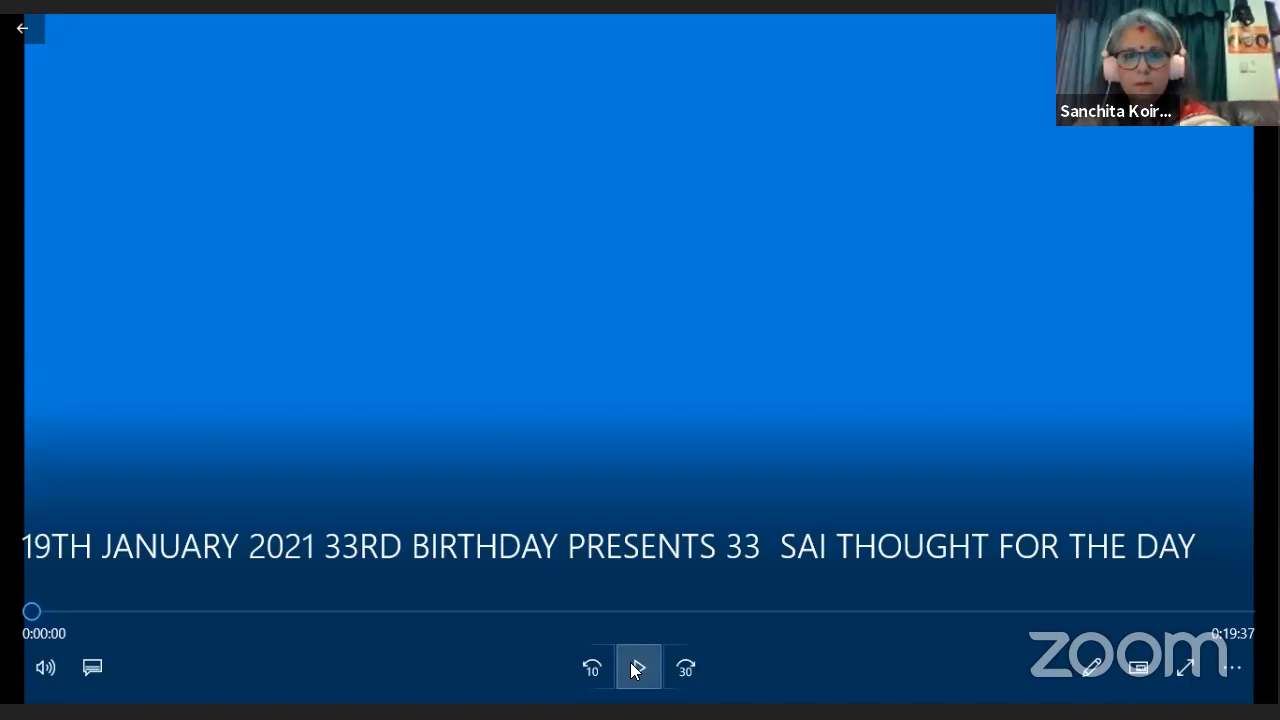 Sanchita Koir...
19TH JANUARY 2021 33RD BIRTHDAY PRESENTS 33  SAI THOUGHT FOR THE DAY
0:00:00
0:19:37
10
30
zoom